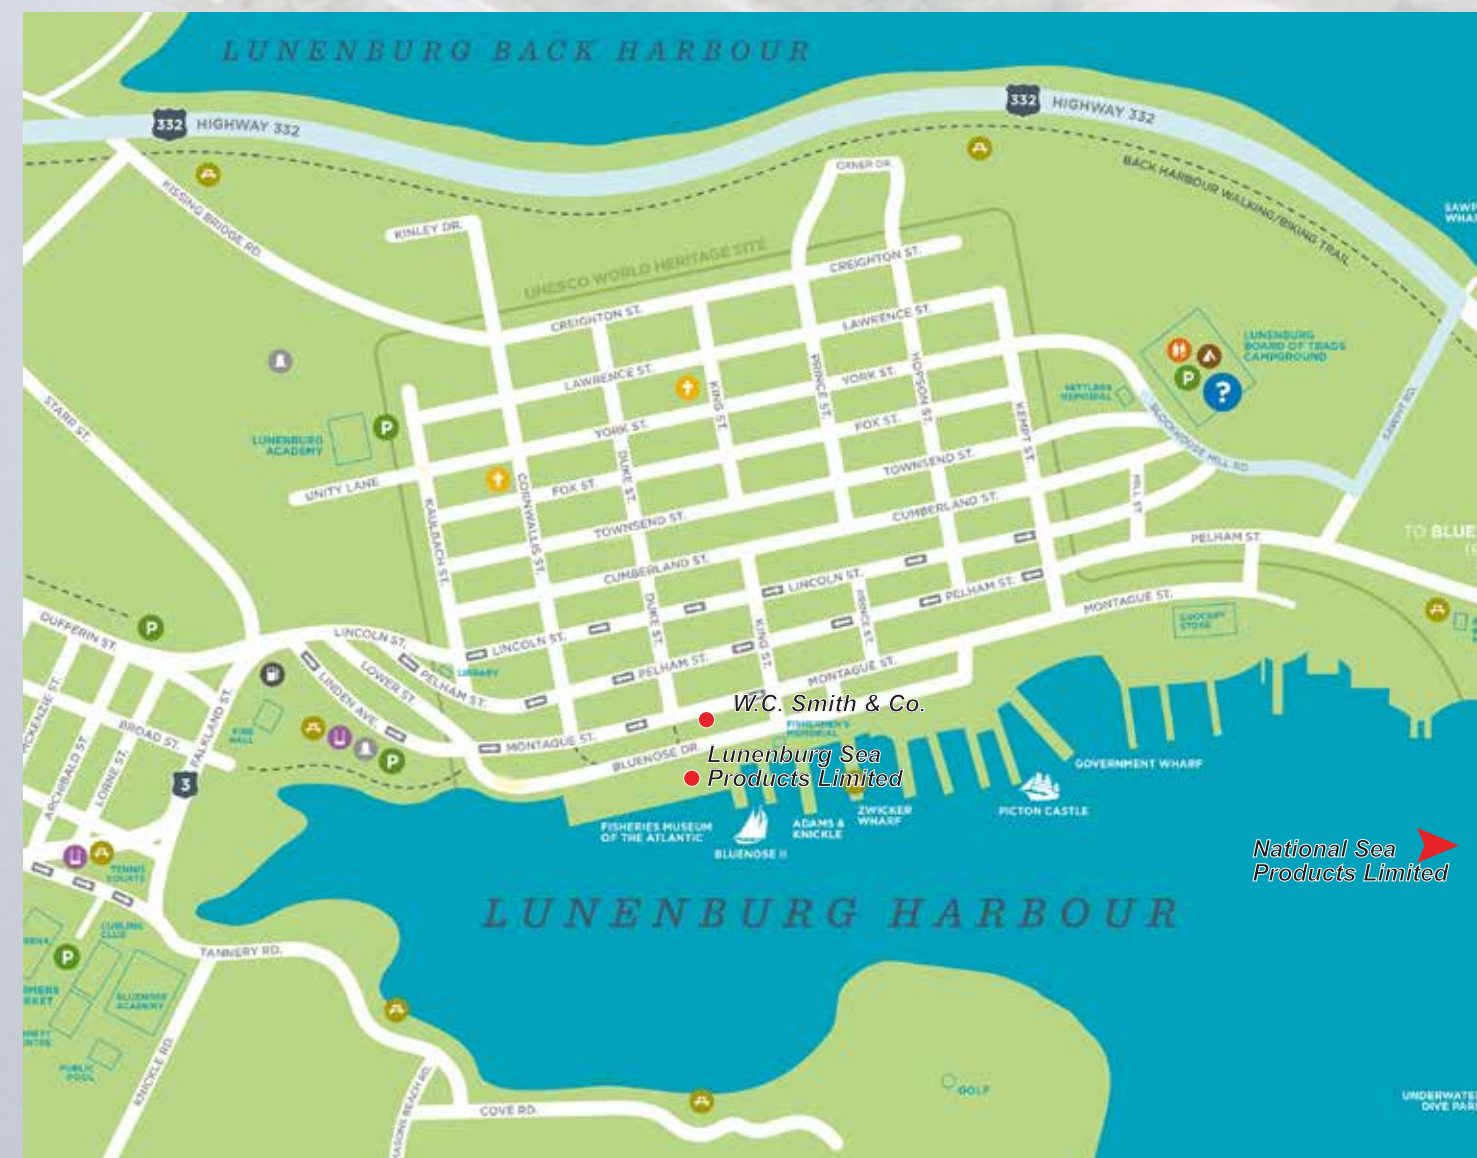 LUNENBURG BACK HARBOUR
332 HIGHWAY 332
332 HIGHWAY 332
BACK HARBOUR WALKING/BIKING TRAIL
OXNER DR.
KISSING BRIDGE RD.
KINLEY DR.
UNESCO WORLD HERITAGE SITE
CREIGHTON ST.
CREIGHTON ST.
LAWRENCE ST.
LAWRENCE ST.
YORK ST.
YORK ST.
FOX ST.
FOX ST.
TOWNSEND ST.
TOWNSEND ST.
CUMBERLAND ST.
CUMBERLAND ST.
PRINCE ST.
HOPSON ST.
KING ST.
KEMPT ST.
DUKE ST.
CORNWALLIS ST.
KAULBACH ST.
UNITY LANE
STARR ST.
LUNENBURG
ACADEMY
P
LUNENBURG
BOARD OF TRADE
CAMPGROUND
P
?
SETTLERS
MEMORIAL
BLOCKHOUSE HILL RD.
HILL ST.
TO BLUE
PELHAM ST.
MONTAGUE ST.
GROCERY
STORE
LINCOLN ST.
PELHAM ST.
PRINCE ST.
KING ST.
DUKE ST.
LINCOLN ST.
PELHAM ST.
MONTAGUE ST.
MONTAGUE ST.
BLUENOSE DR.
P
DUFFERIN ST.
LINCOLN ST.
PELHAM ST.
LIBRARY
LOWER ST.
LINDEN AVE.
FIRE
HALL
P
BROAD ST.
FALKLAND ST.
ARCHIBALD ST.
LORNE ST.
3
W.C. Smith & Co.
FISHERMEN'S
MEMORIAL
Lunenburg Sea
Products Limited
FISHERIES MUSEUM
OF THE ATLANTIC
BLUENOSE II
ADAMS &
KNICKLE
ZWICKER
WHARF
PICTON CASTLE
GOVERNMENT WHARF
National Sea
Products Limited
LUNENBURG HARBOUR
TENNIS
COURTS
CURLING
CLUB
P
BLUENOSE
ACADEMY
PUBLIC
POOL
TANNERY RD.
KNICKLE RD.
MASONS BEACH RD.
COVE RD.
GOLF
UNDERWATER
DIVE PARK